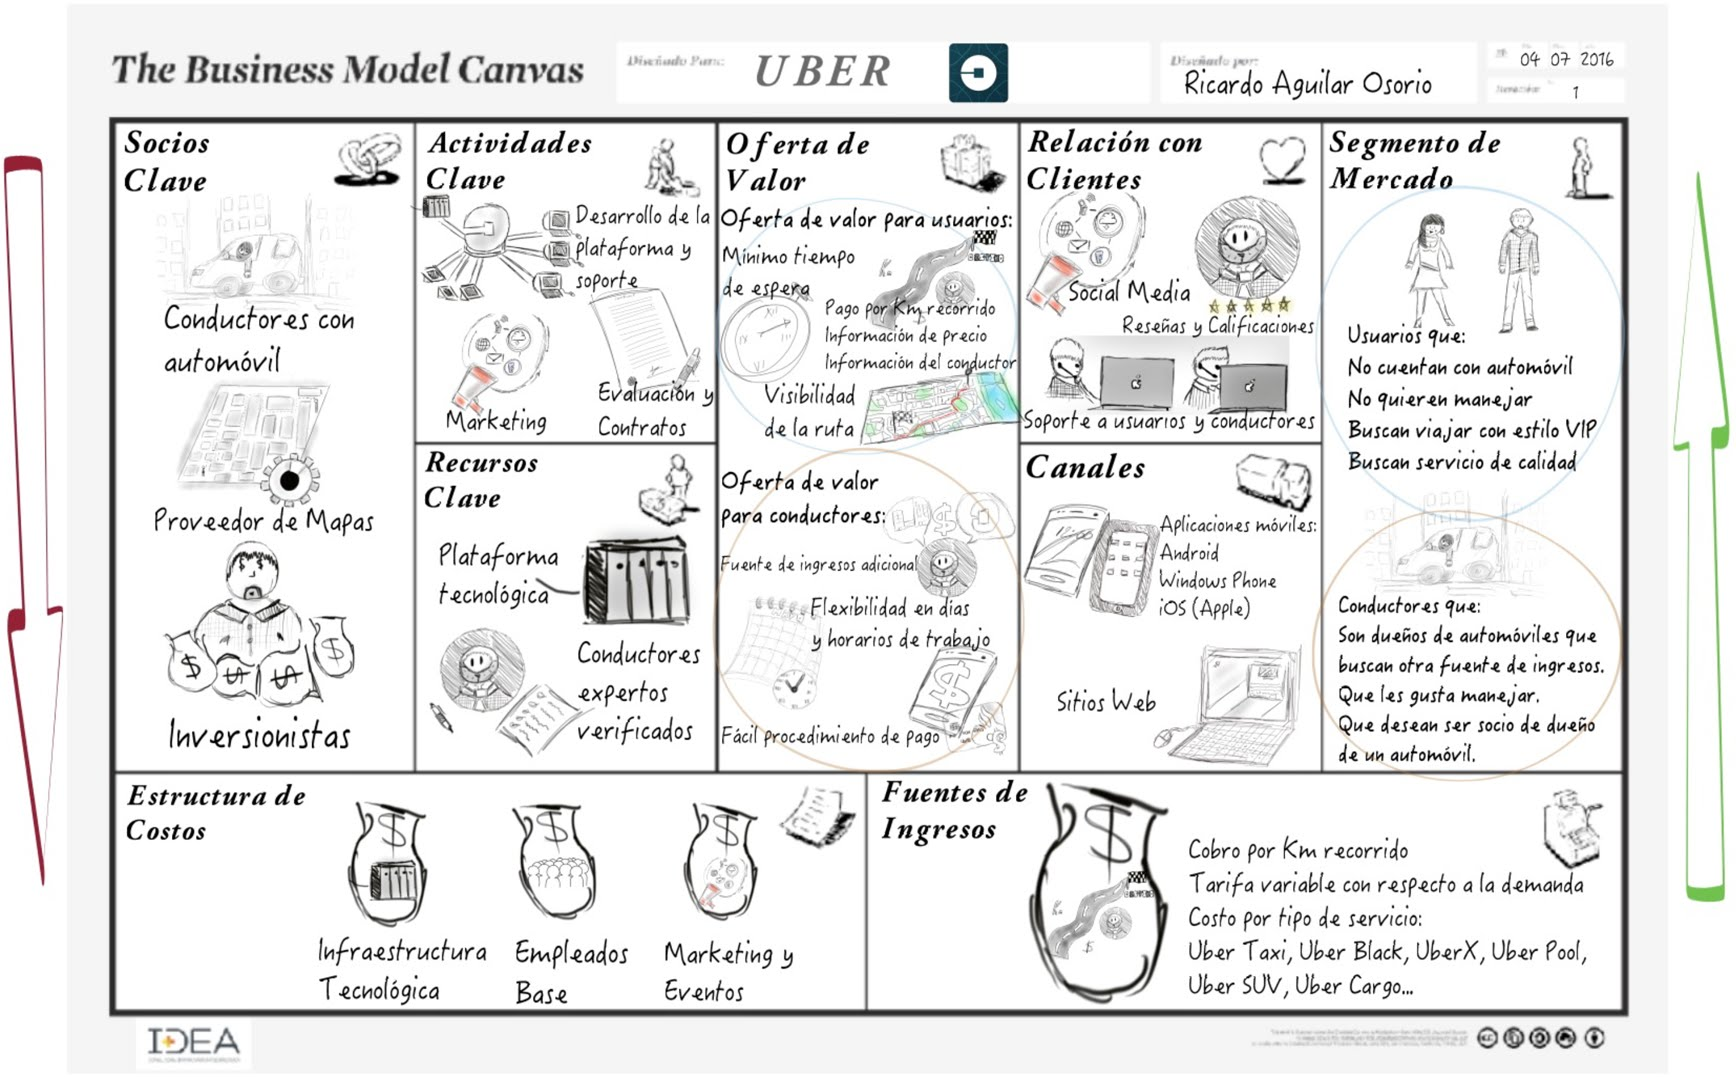 The Business Model Canvas
Diseñado Para:
UBER
Diseñado por:
Ricardo Aguilar Osorio
04 07 2016
1
Socios
Clave
Conductores con
automóvil
Proveedor de Mapas
Inversionistas
Actividades
Clave
Desarrollo de la
plataforma y
soporte
Marketing
Evaluación y
Contratos
Recursos
Clave
Plataforma
tecnológica
Conductores
expertos
verificados
Oferta de
Valor
Oferta de valor para usuarios:
Mínimo tiempo
de espera
Pago por Km recorrido
Información de precio
Información del conductor
Visibilidad
de la ruta
Oferta de valor
para conductores:
Fuente de ingresos adicional
Flexibilidad en días
y horarios de trabajo
Fácil procedimiento de pago
Relación con
Clientes
Social Media
Reseñas y Calificaciones
Soporte a usuarios y conductores
Canales
Aplicaciones móviles:
Android
Windows Phone
iOS (Apple)
Sitios Web
Segmento de
Mercado
Usuarios que:
No cuentan con automóvil
No quieren manejar
Buscan viajar con estilo VIP
Buscan servicio de calidad
Conductores que:
Son dueños de automóviles que
buscan otra fuente de ingresos.
Que les gusta manejar.
Que desean ser socio de dueño
de un automóvil.
Estructura de
Costos
Infraestructura
Tecnológica
Empleados
Base
Marketing y
Eventos
Fuentes de
Ingresos
Cobro por Km recorrido
Tarifa variable con respecto a la demanda
Costo por tipo de servicio:
Uber Taxi, Uber Black, UberX, Uber Pool,
Uber SUV, Uber Cargo...
IDEA